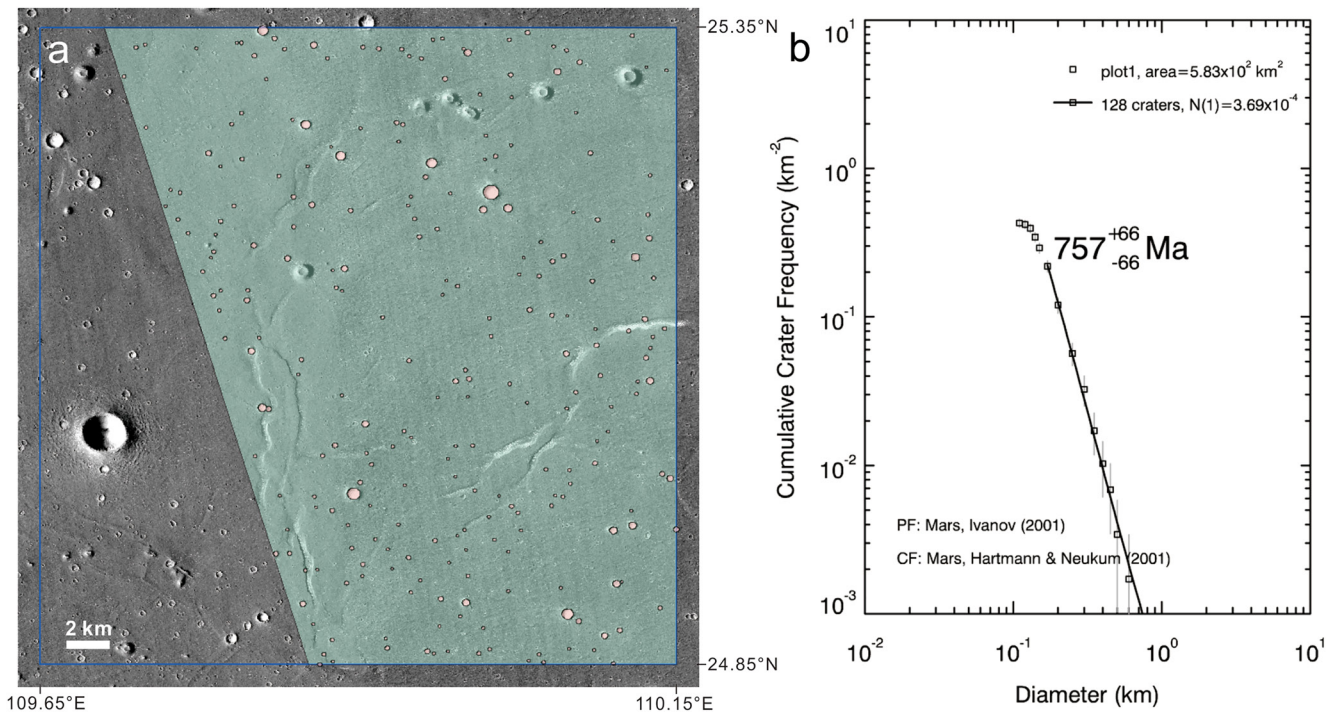 a
25.35°N
24.85°N
2 km
109.65°E
110.15°E
b
plot1, area=5.83x10² km²
128 craters, N(1)=3.69x10⁻⁴
757 +66 -66 Ma
PF: Mars, Ivanov (2001)
CF: Mars, Hartmann & Neukum (2001)
Cumulative Crater Frequency (km⁻²)
10¹
10⁰
10⁻¹
10⁻²
10⁻³
10⁻² 10⁻¹ 10⁰ 10¹
Diameter (km)